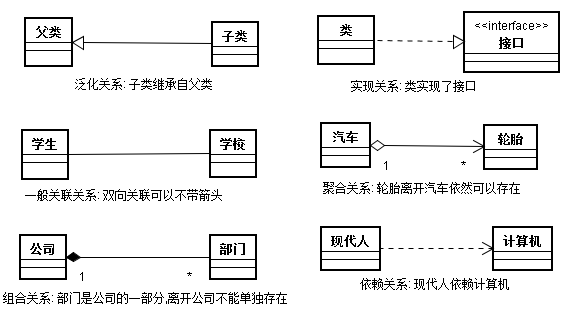 父类
子类
泛化关系: 子类继承自父类
类
<<interface>>
接口
实现关系: 类实现了接口
学生
学校
一般关联关系: 双向关联可以不带箭头
汽车
轮胎
1
*
聚合关系: 轮胎离开汽车依然可以存在
公司
部门
1
*
组合关系: 部门是公司的一部分,离开公司不能单独存在
现代人
计算机
依赖关系: 现代人依赖计算机